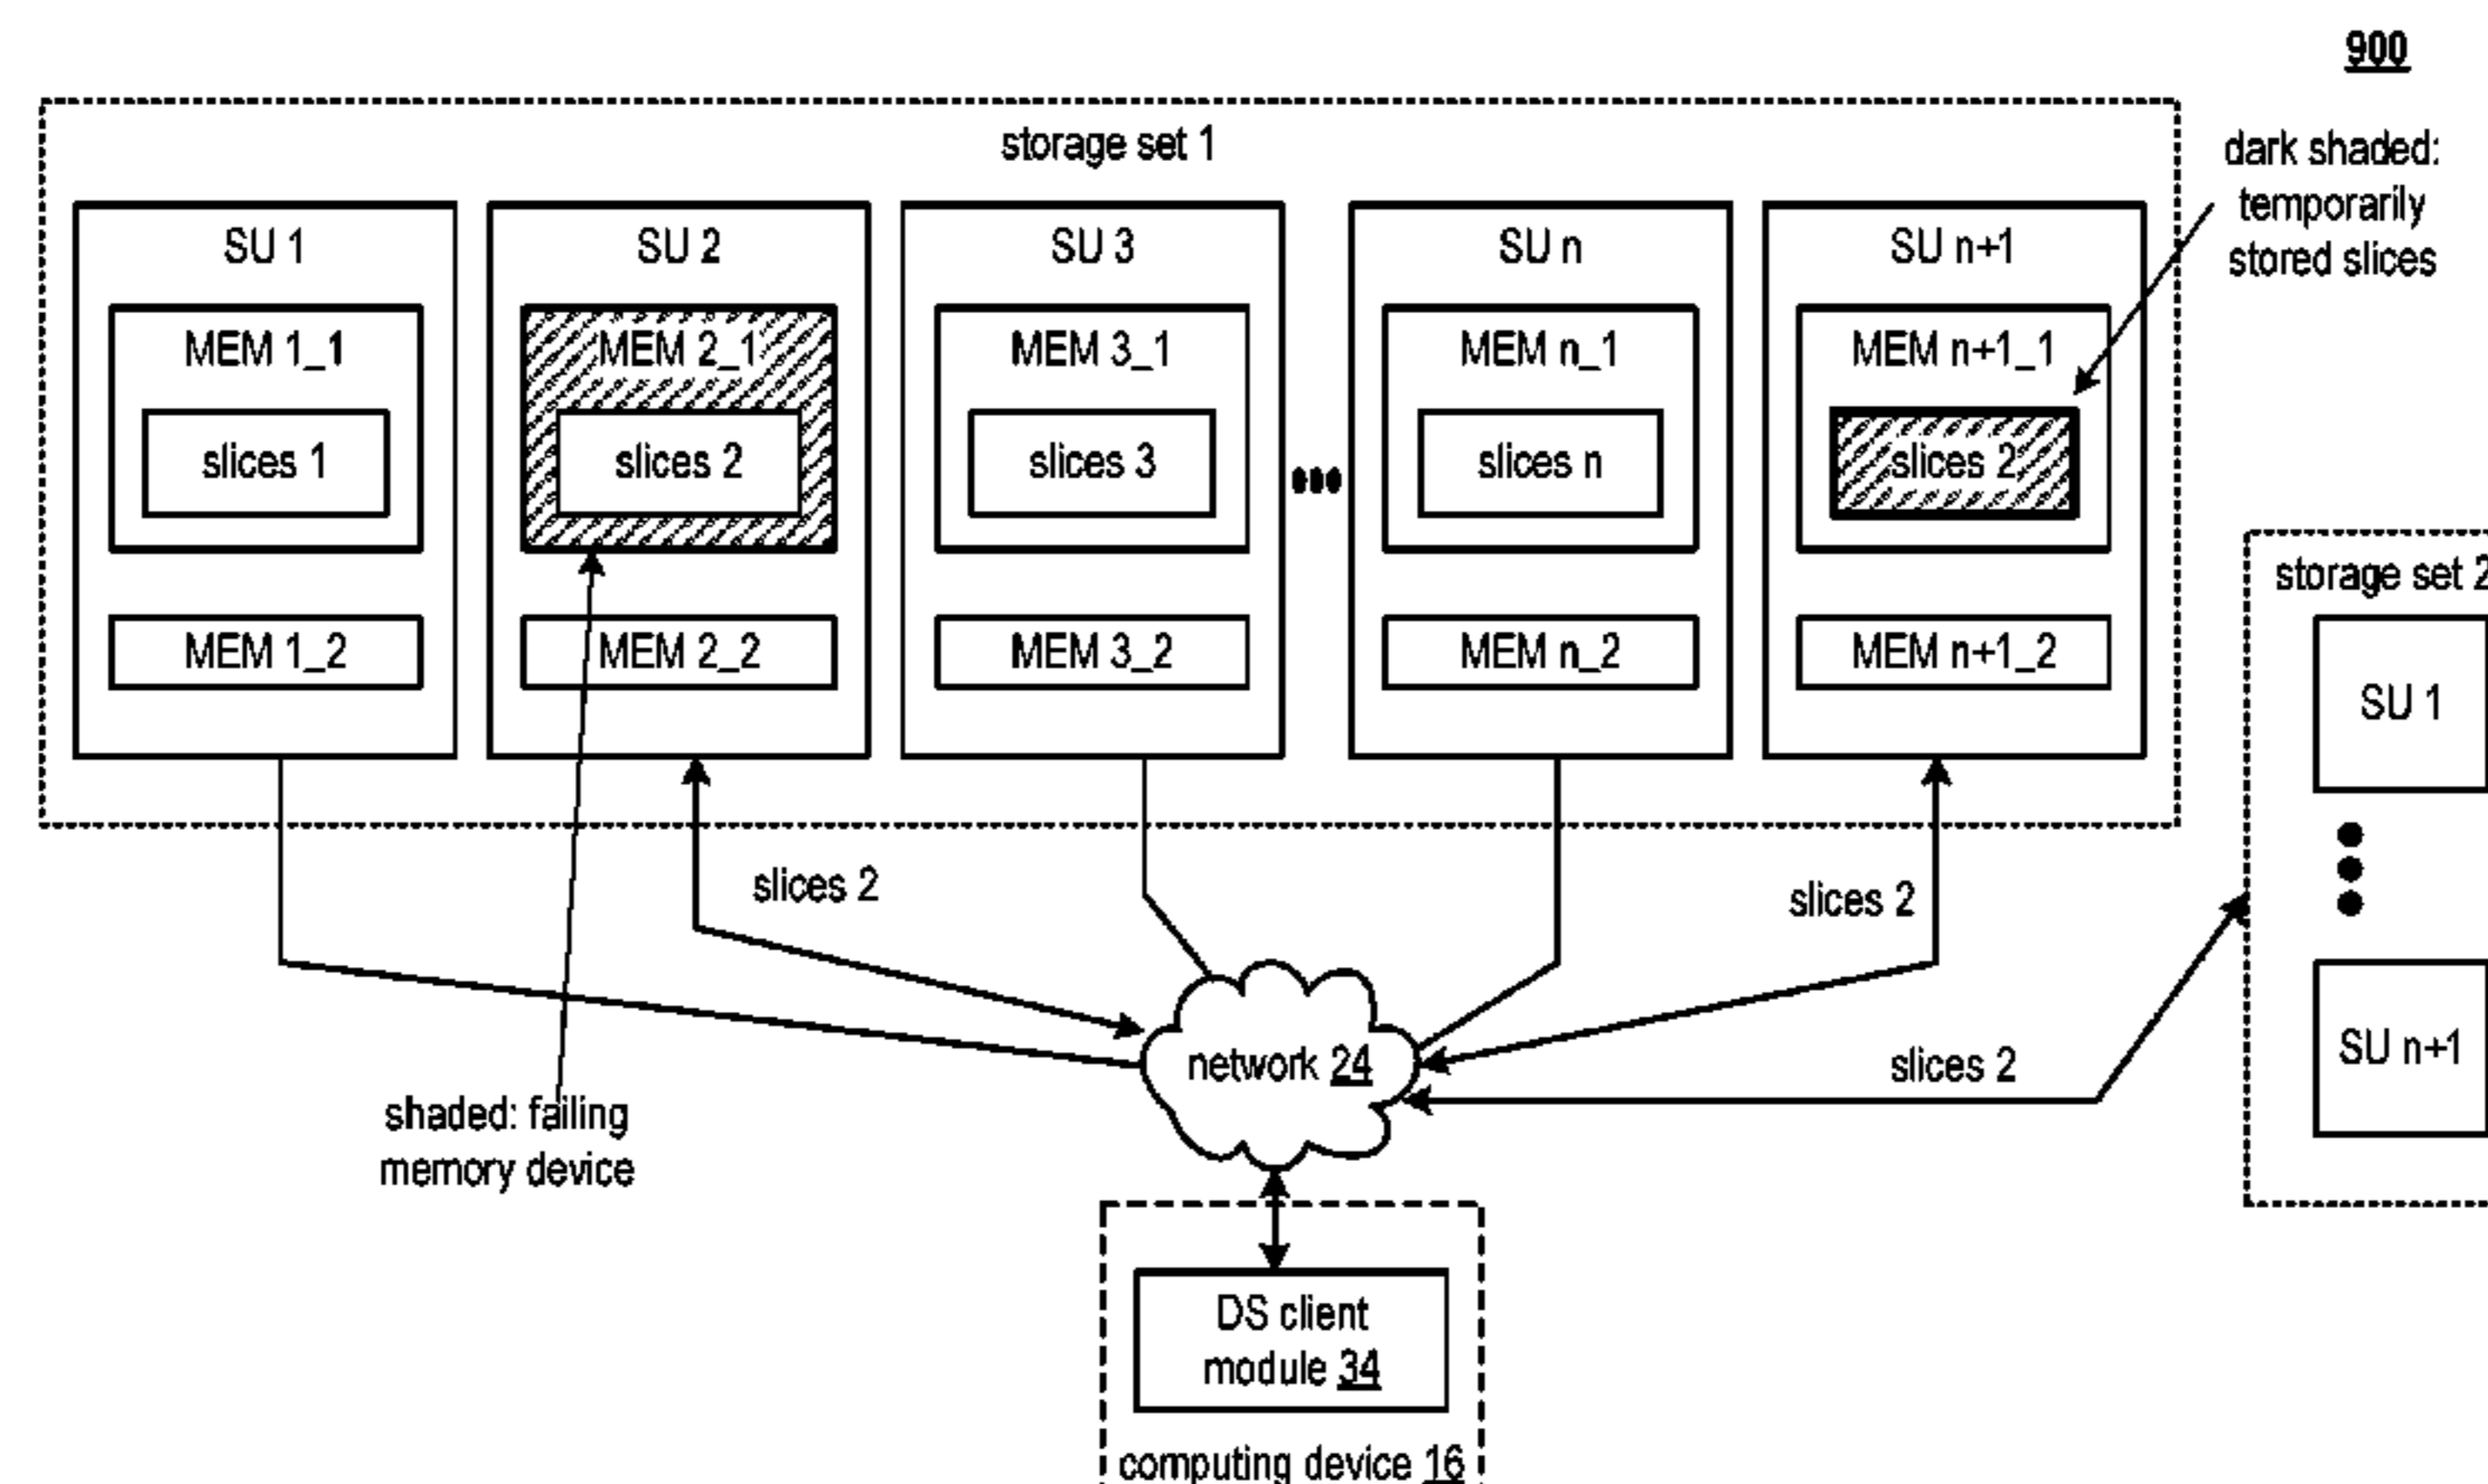 900
storage set 1
dark shaded:
temporarily
stored slices
SU 1
SU 2
SU 3
SU n
SU n+1
MEM 1_1
MEM 2_1
MEM 3_1
MEM n_1
MEM n+1_1
slices 1
slices 2
slices 3
slices n
slices 2
MEM 1_2
MEM 2_2
MEM 3_2
MEM n_2
MEM n+1_2
storage set 2
SU 1
SU n+1
slices 2
slices 2
slices 2
network 24
shaded: failing
memory device
DS client
module 34
computing device 16